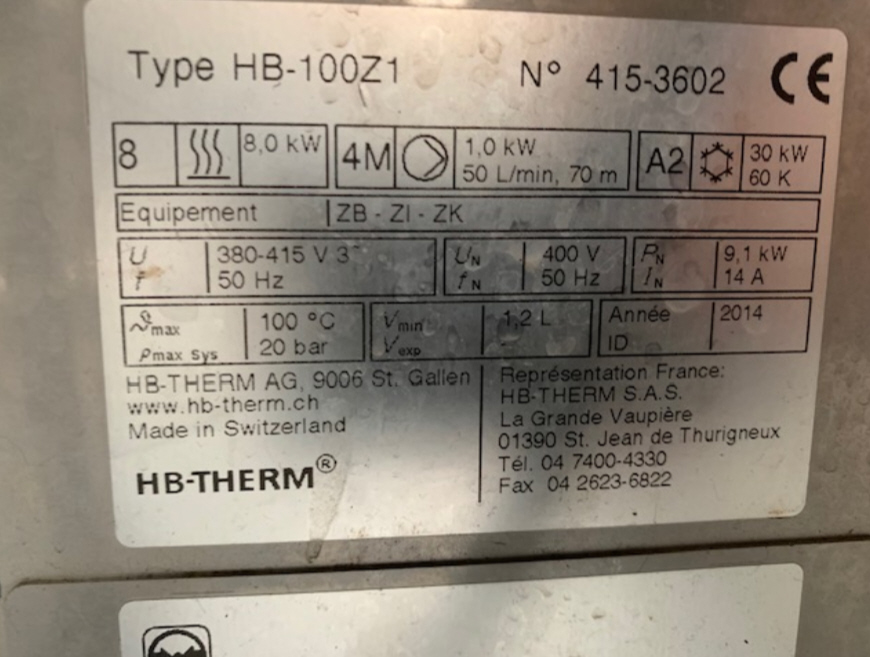 Type HB-100Z1 N° 415-3602 CE
8 8,0 kW 4M 1,0 kW 50 L/min, 70 m A2 30 kW 60 K
Equipement ZB - ZI - ZK
U 380-415 V 3~ UN 400 V PN 9,1 kW
f 50 Hz fN 50 Hz IN 14 A
ϑmax 100 °C Vmin 1,2 L Année 2014
pmax Sys 20 bar Vexp ID
HB-THERM AG, 9006 St. Gallen
www.hb-therm.ch
Made in Switzerland
HB-THERM®
Représentation France:
HB-THERM S.A.S.
La Grande Vaupière
01390 St. Jean de Thurigneux
Tél. 04 7400-4330
Fax 04 2623-6822